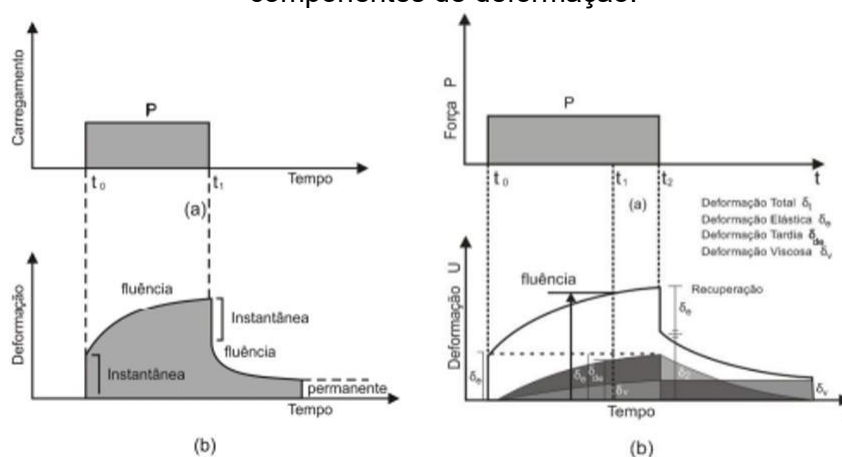 componentes de deformação.
Carregamento
P
t₀
t₁
Tempo
(a)
Deformação
fluência
Instantânea
fluência
Instantânea
permanente
Tempo
(b)
Força P
P
t₀
t₁
t₂
t
(a)
Deformação Total δt
Deformação Elástica δe
Deformação Tardia δde
Deformação Viscosa δv
Deformação U
fluência
Recuperação
δe
δe
δe
δde
δv
δv
Tempo
t
(b)